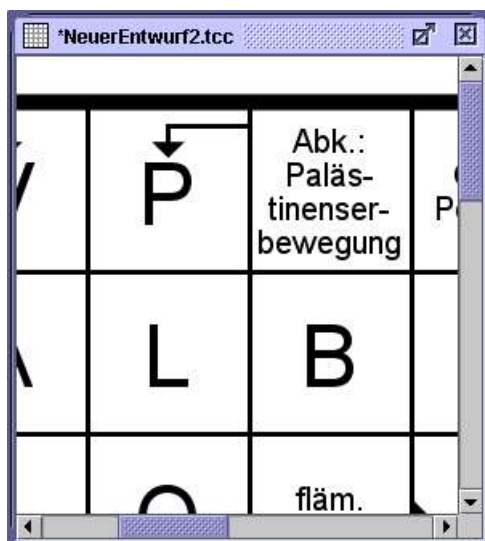 *NeuerEntwurf2.tcc
Abk.:
Paläs-
tinenser-
bewegung
P
L
B
fläm.